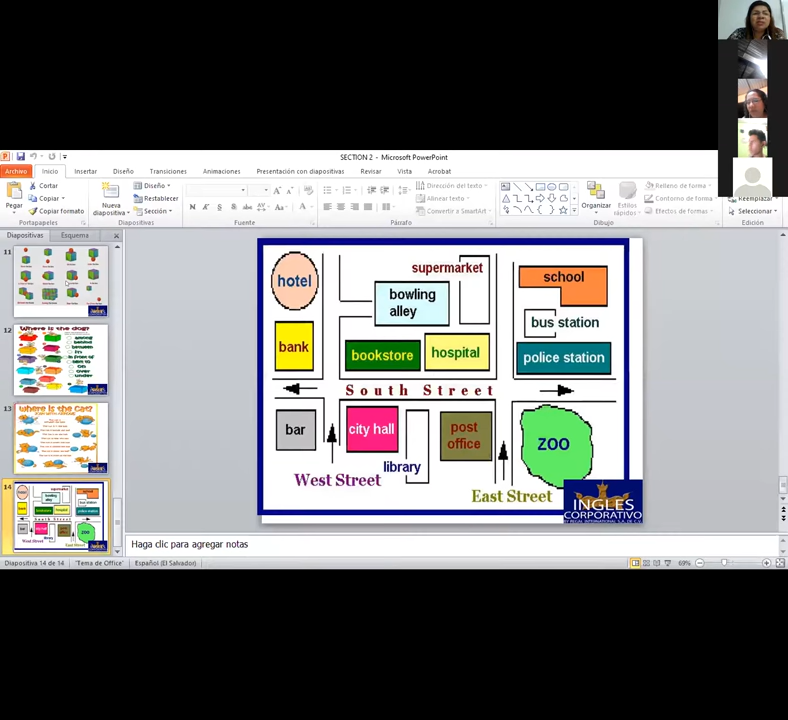 SECTION 2 - Microsoft PowerPoint
Archivo Inicio Insertar Diseño Transiciones Animaciones Presentación con diapositivas Revisar Vista Acrobat
Pegar
Cortar
Copiar
Copiar formato
Portapapeles
Nueva diapositiva
Diseño
Restablecer
Sección
Diapositivas
Fuente
Dirección del texto
Alinear texto
Convertir a SmartArt
Párrafo
Organizar
Estilos rápidos
Relleno de forma
Contorno de forma
Efectos de formas
Dibujo
Reemplazar
Seleccionar
Edición
Diapositivas Esquema
11
12
Where is the dog?
13
Where is the cat?
14
hotel
supermarket
school
bowling alley
bus station
bank
bookstore
hospital
police station
South Street
bar
city hall
post office
ZOO
library
West Street
East Street
INGLES
CORPORATIVO
Haga clic para agregar notas
Diapositiva 14 de 14 "Tema de Office" Español (El Salvador) 69%